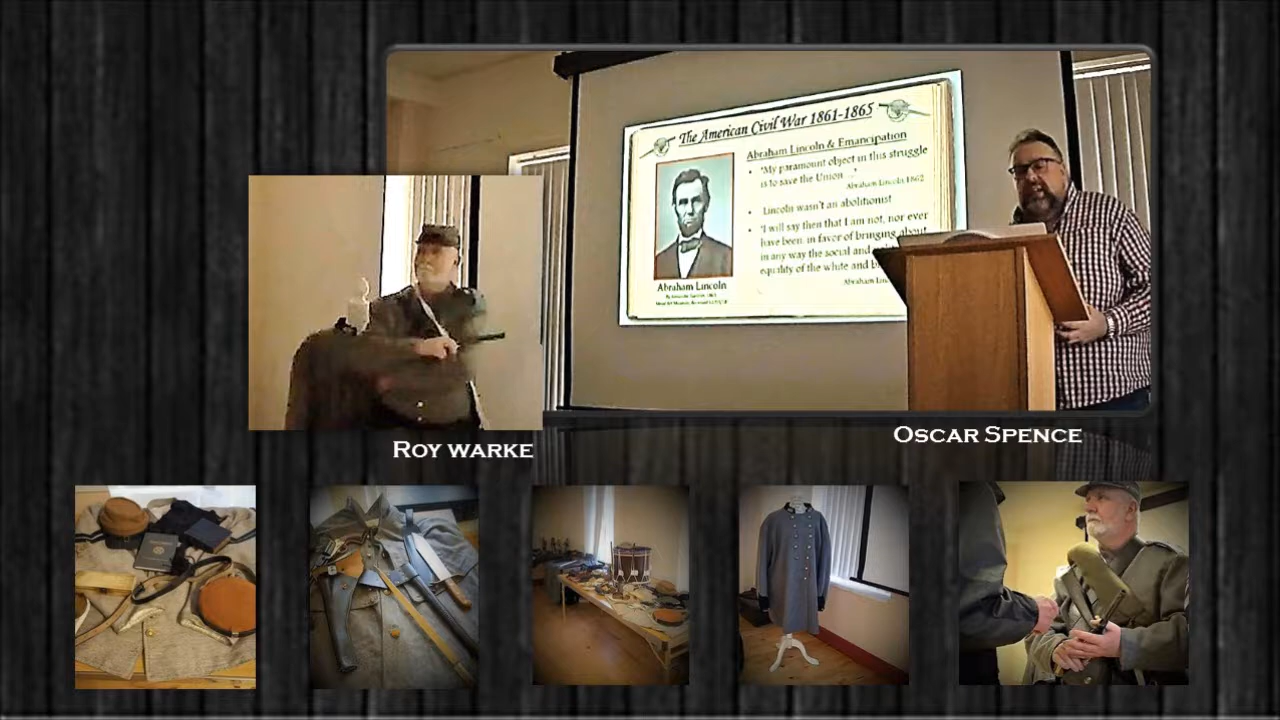 The American Civil War 1861-1865
Abraham Lincoln & Emancipation
• "My paramount object in this struggle
is to save the Union ..."
Abraham Lincoln 1862
• Lincoln wasn't an abolitionist
• "I will say then that I am not, nor ever
have been, in favor of bringing about
in any way the social and
equality of the white and
Abraham
Abraham Lincoln
ROY WARKE
OSCAR SPENCE